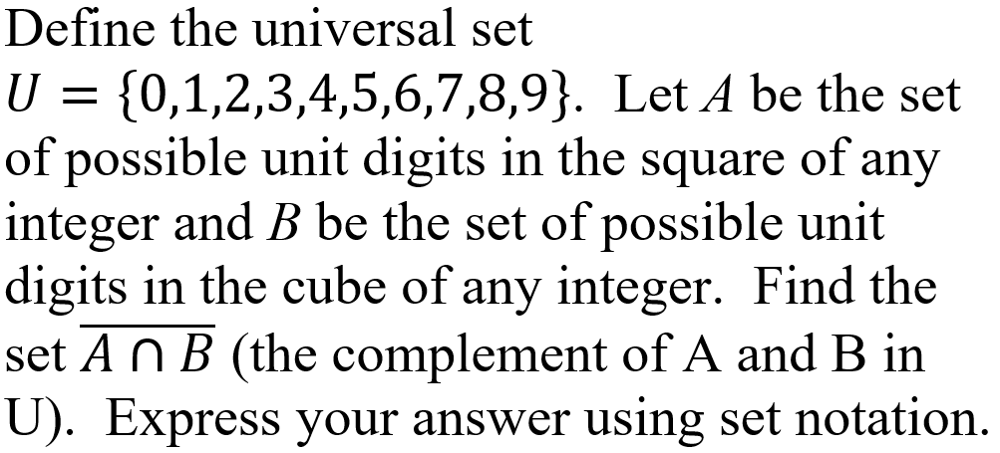 Define the universal set
U = {0,1,2,3,4,5,6,7,8,9}. Let A be the set
of possible unit digits in the square of any
integer and B be the set of possible unit
digits in the cube of any integer. Find the
set \overline{A ∩ B} (the complement of A and B in
U). Express your answer using set notation.